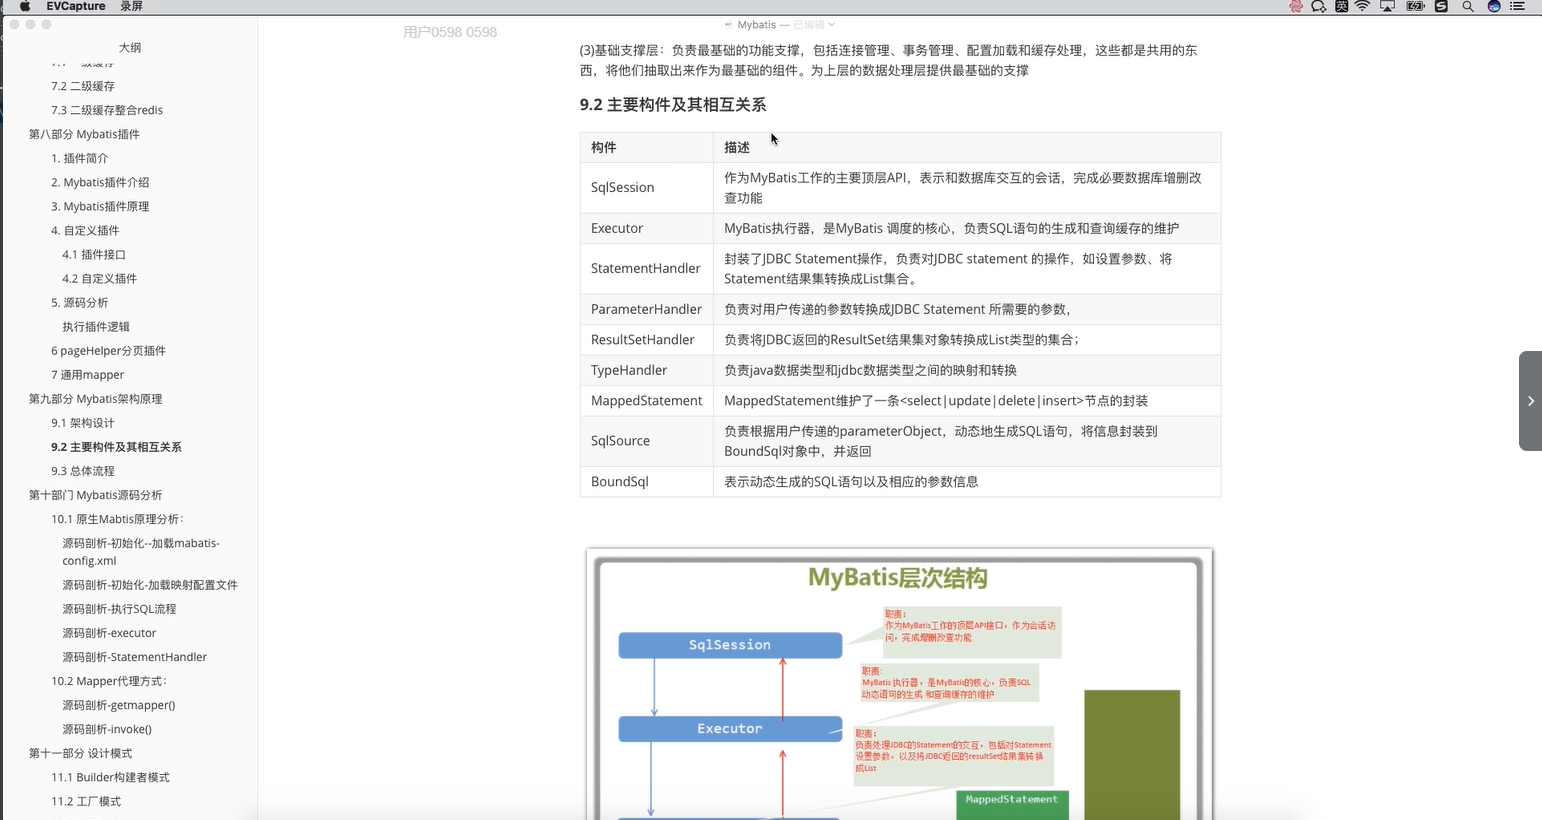 EVCapture 录屏
英
用户0598 0598
Mybatis — 已编辑
大纲
7.2 二级缓存
7.3 二级缓存整合redis
第八部分 Mybatis插件
1. 插件简介
2. Mybatis插件介绍
3. Mybatis插件原理
4. 自定义插件
4.1 插件接口
4.2 自定义插件
5. 源码分析
执行插件逻辑
6 pageHelper分页插件
7 通用mapper
第九部分 Mybatis架构原理
9.1 架构设计
9.2 主要构件及其相互关系
9.3 总体流程
第十部门 Mybatis源码分析
10.1 原生Mabtis原理分析：
源码剖析-初始化--加载mabatis-
config.xml
源码剖析-初始化-加载映射配置文件
源码剖析-执行SQL流程
源码剖析-executor
源码剖析-StatementHandler
10.2 Mapper代理方式：
源码剖析-getmapper()
源码剖析-invoke()
第十一部分 设计模式
11.1 Builder构建者模式
11.2 工厂模式
(3)基础支撑层：负责最基础的功能支撑，包括连接管理、事务管理、配置加载和缓存处理，这些都是共用的东
西，将他们抽取出来作为最基础的组件。为上层的数据处理层提供最基础的支撑
9.2 主要构件及其相互关系
构件 描述
SqlSession 作为MyBatis工作的主要顶层API，表示和数据库交互的会话，完成必要数据库增删改
查功能
Executor MyBatis执行器，是MyBatis 调度的核心，负责SQL语句的生成和查询缓存的维护
StatementHandler 封装了JDBC Statement操作，负责对JDBC statement 的操作，如设置参数、将
Statement结果集转换成List集合。
ParameterHandler 负责对用户传递的参数转换成JDBC Statement 所需要的参数，
ResultSetHandler 负责将JDBC返回的ResultSet结果集对象转换成List类型的集合；
TypeHandler 负责java数据类型和jdbc数据类型之间的映射和转换
MappedStatement MappedStatement维护了一条<select|update|delete|insert>节点的封装
SqlSource 负责根据用户传递的parameterObject，动态地生成SQL语句，将信息封装到
BoundSql对象中，并返回
BoundSql 表示动态生成的SQL语句以及相应的参数信息
MyBatis层次结构
SqlSession
职责：
作为MyBatis工作的顶层API接口，作为会话访
问，完成增删改查功能
Executor
职责：
MyBatis 执行器，是MyBatis的核心，负责SQL
动态语句的生成 和查询缓存的维护
职责：
负责处理JDBC的Statement的交互，包括对Statement
设置参数，以及将JDBC返回的resultSet结果集转换
成List
MappedStatement